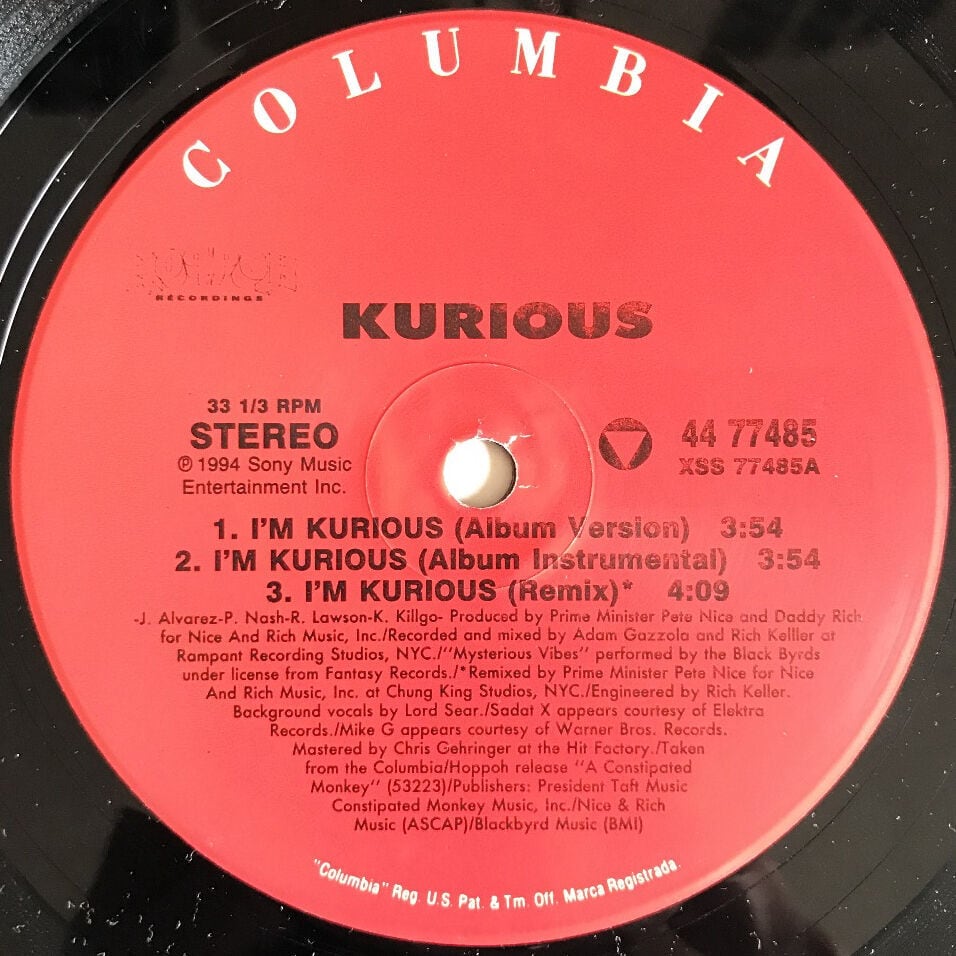 COLUMBIA
RECORDINGS
KURIOUS
33 1/3 RPM
STEREO
℗ 1994 Sony Music
Entertainment Inc.
44 77485
XSS 77485A
1. I'M KURIOUS (Album Version) 3:54
2. I'M KURIOUS (Album Instrumental) 3:54
3. I'M KURIOUS (Remix)* 4:09
-J. Alvarez-P. Nash-R. Lawson-K. Killgo- Produced by Prime Minister Pete Nice and Daddy Rich
for Nice And Rich Music, Inc./Recorded and mixed by Adam Gazzola and Rich Kelller at
Rampant Recording Studios, NYC./"Mysterious Vibes" performed by the Black Byrds
under license from Fantasy Records./*Remixed by Prime Minister Pete Nice for Nice
And Rich Music, Inc. at Chung King Studios, NYC./Engineered by Rich Keller.
Background vocals by Lord Sear./Sadat X appears courtesy of Elektra
Records./Mike G appears courtesy of Warner Bros. Records.
Mastered by Chris Gehringer at the Hit Factory./Taken
from the Columbia/Hoppoh release "A Constipated
Monkey" (53223)/Publishers: President Taft Music
Constipated Monkey Music, Inc./Nice & Rich
Music (ASCAP)/Blackbyrd Music (BMI)
"Columbia" Reg. U.S. Pat. & Tm. Off. Marca Registrada.